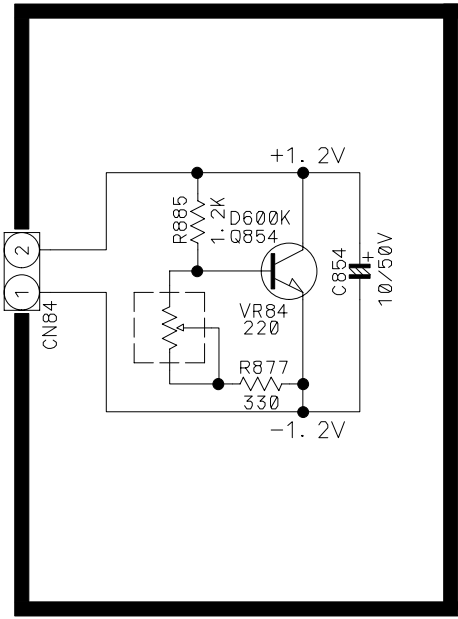 +1. 2V
R885
1. 2K
D600K
Q854
2
1
CN84
C854
+
10/50V
VR84
220
R877
330
-1. 2V